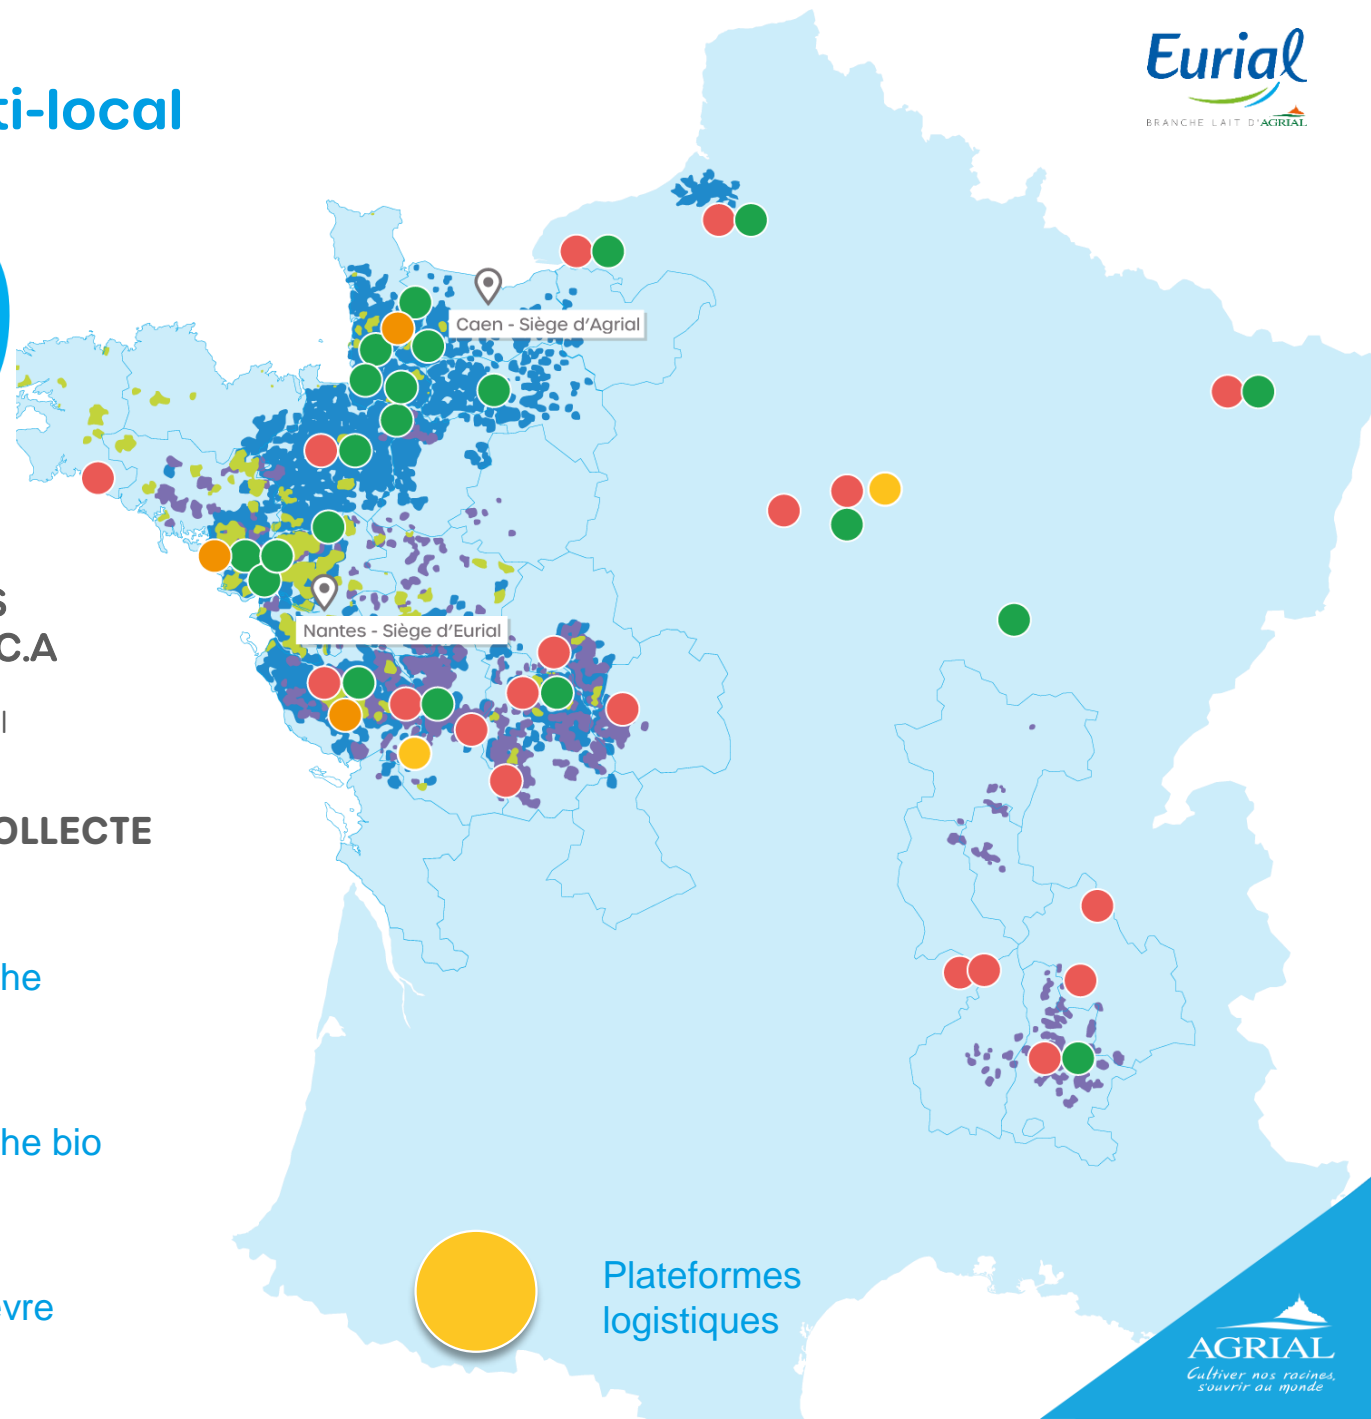 Eurial
BRANCHE LAIT D'AGRIAL
ti-local
Caen - Siège d'Agrial
S
C.A
Nantes - Siège d'Eurial
l
OLLECTE
he
he bio
vre
Plateformes
logistiques
AGRIAL
Cultiver nos racines,
s'ouvrir au monde